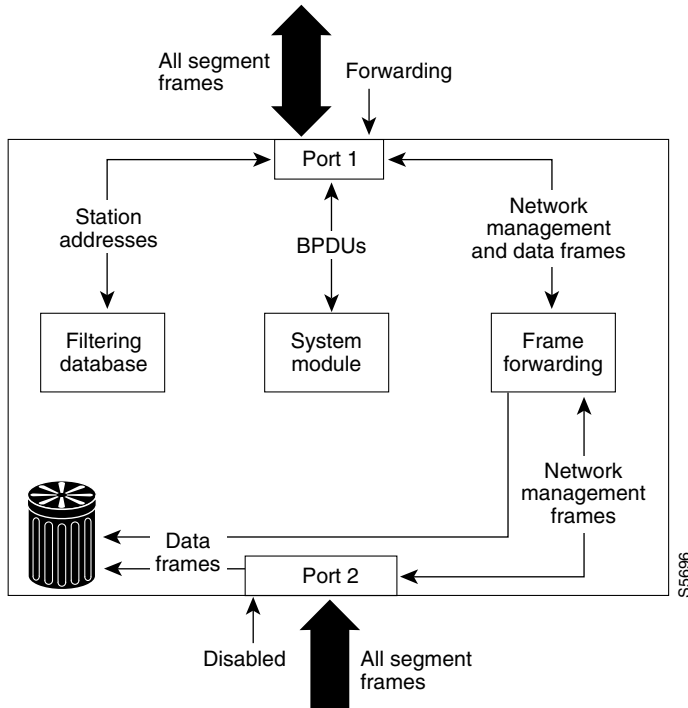 All segment
frames
Forwarding
Port 1
Station
addresses
BPDUs
Network
management
and data frames
Filtering
database
System
module
Frame
forwarding
Network
management
frames
Data
frames
Port 2
Disabled
All segment
frames
S5696